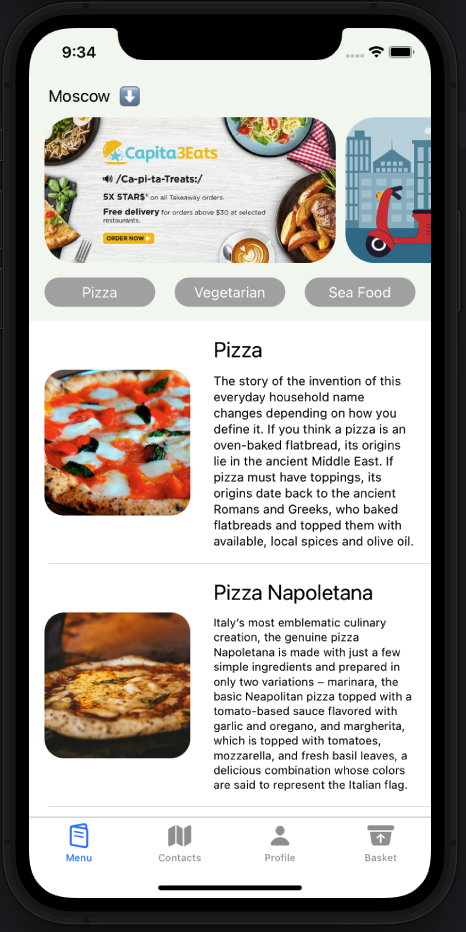 9:34
Moscow
Capita3Eats
/Ca-pi-ta-Treats:/
5X STAR$* on all Takeaway orders.
Free delivery for orders above $30 at selected
restaurants.
ORDER NOW
Pizza Vegetarian Sea Food
Pizza
The story of the invention of this
everyday household name
changes depending on how you
define it. If you think a pizza is an
oven-baked flatbread, its origins
lie in the ancient Middle East. If
pizza must have toppings, its
origins date back to the ancient
Romans and Greeks, who baked
flatbreads and topped them with
available, local spices and olive oil.
Pizza Napoletana
Italy's most emblematic culinary
creation, the genuine pizza
Napoletana is made with just a few
simple ingredients and prepared in
only two variations – marinara, the
basic Neapolitan pizza topped with a
tomato-based sauce flavored with
garlic and oregano, and margherita,
which is topped with tomatoes,
mozzarella, and fresh basil leaves, a
delicious combination whose colors
are said to represent the Italian flag.
Menu Contacts Profile Basket